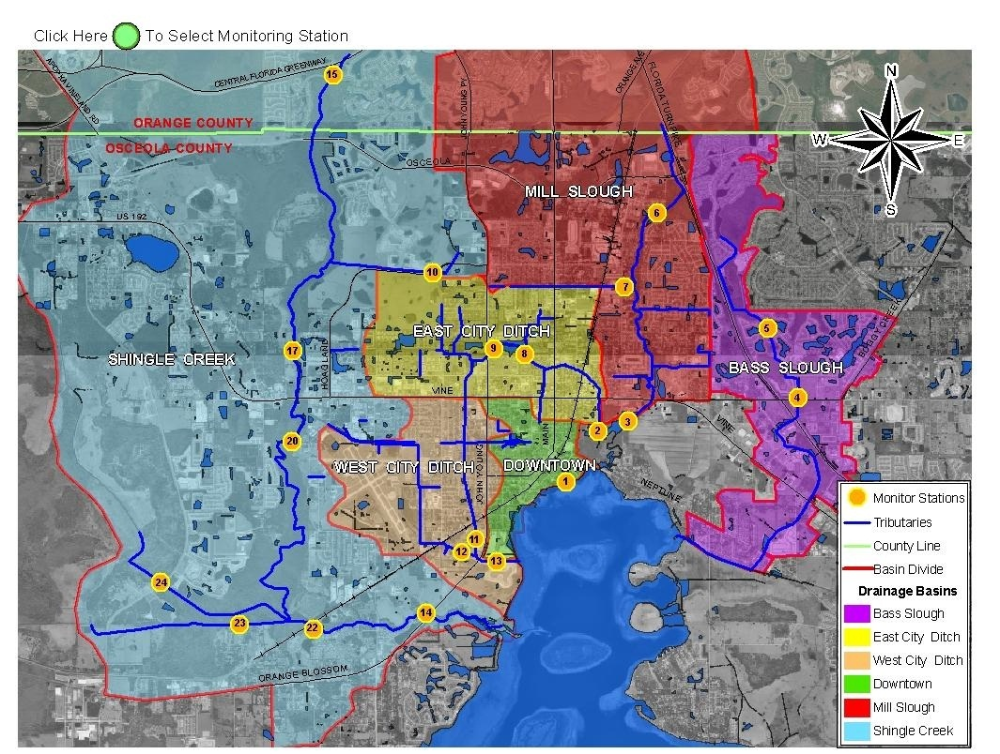 Click Here To Select Monitoring Station
15
CENTRAL FLORIDA GREENWAY
APOPKA VINELAND RD
JOHN YOUNG PY
ORANGE AVE
FLORIDA TURNPIKE
N
W
E
S
ORANGE COUNTY
OSCEOLA COUNTY
OSCEOLA
MILL SLOUGH
US 192
6
10
7
EAST CITY DITCH
5
9
8
17
SHINGLE CREEK
HOAGLAND
BASS SLOUGH
BOGGY CREEK
VINE
4
VINE
MAIN
2
3
20
WEST CITY DITCH
JOHN YOUNG
DOWNTOWN
1
NEPTUNE
11
12
13
24
23
22
14
ORANGE BLOSSOM
Monitor Stations
Tributaries
County Line
Basin Divide
Drainage Basins
Bass Slough
East City Ditch
West City Ditch
Downtown
Mill Slough
Shingle Creek